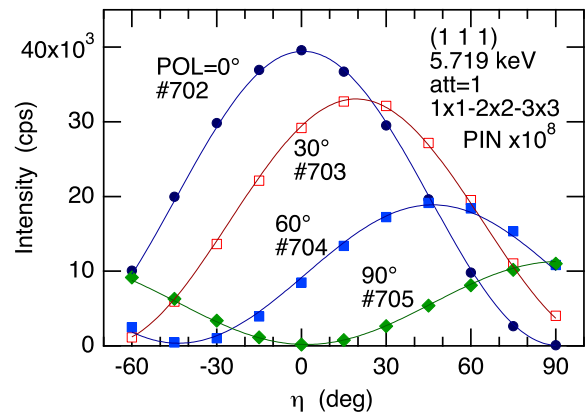 40x10³
30
20
10
0
Intensity (cps)
-60
-30
0
30
60
90
η (deg)
POL=0°
#702
30°
#703
60°
#704
90°
#705
(1 1 1)
5.719 keV
att=1
1x1-2x2-3x3
PIN x10⁸